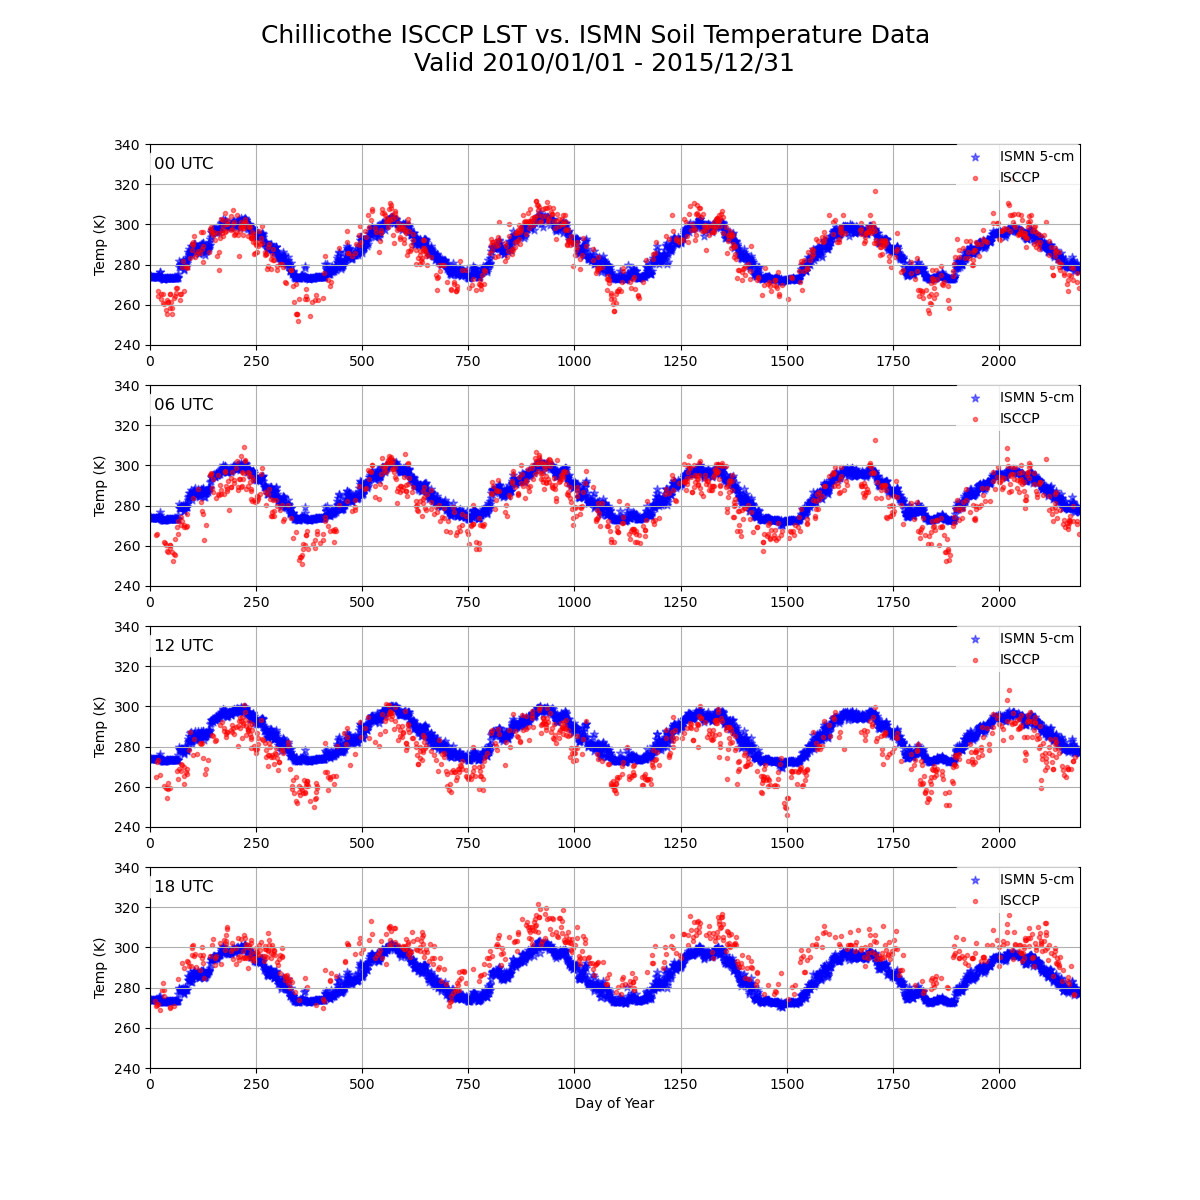 Chillicothe ISCCP LST vs. ISMN Soil Temperature Data
Valid 2010/01/01 - 2015/12/31
340
320
300
280
260
240
Temp (K)
00 UTC
ISMN 5-cm
ISCCP
0 250 500 750 1000 1250 1500 1750 2000
340
320
300
280
260
240
Temp (K)
06 UTC
ISMN 5-cm
ISCCP
0 250 500 750 1000 1250 1500 1750 2000
340
320
300
280
260
240
Temp (K)
12 UTC
ISMN 5-cm
ISCCP
0 250 500 750 1000 1250 1500 1750 2000
340
320
300
280
260
240
Temp (K)
18 UTC
ISMN 5-cm
ISCCP
0 250 500 750 1000 1250 1500 1750 2000
Day of Year